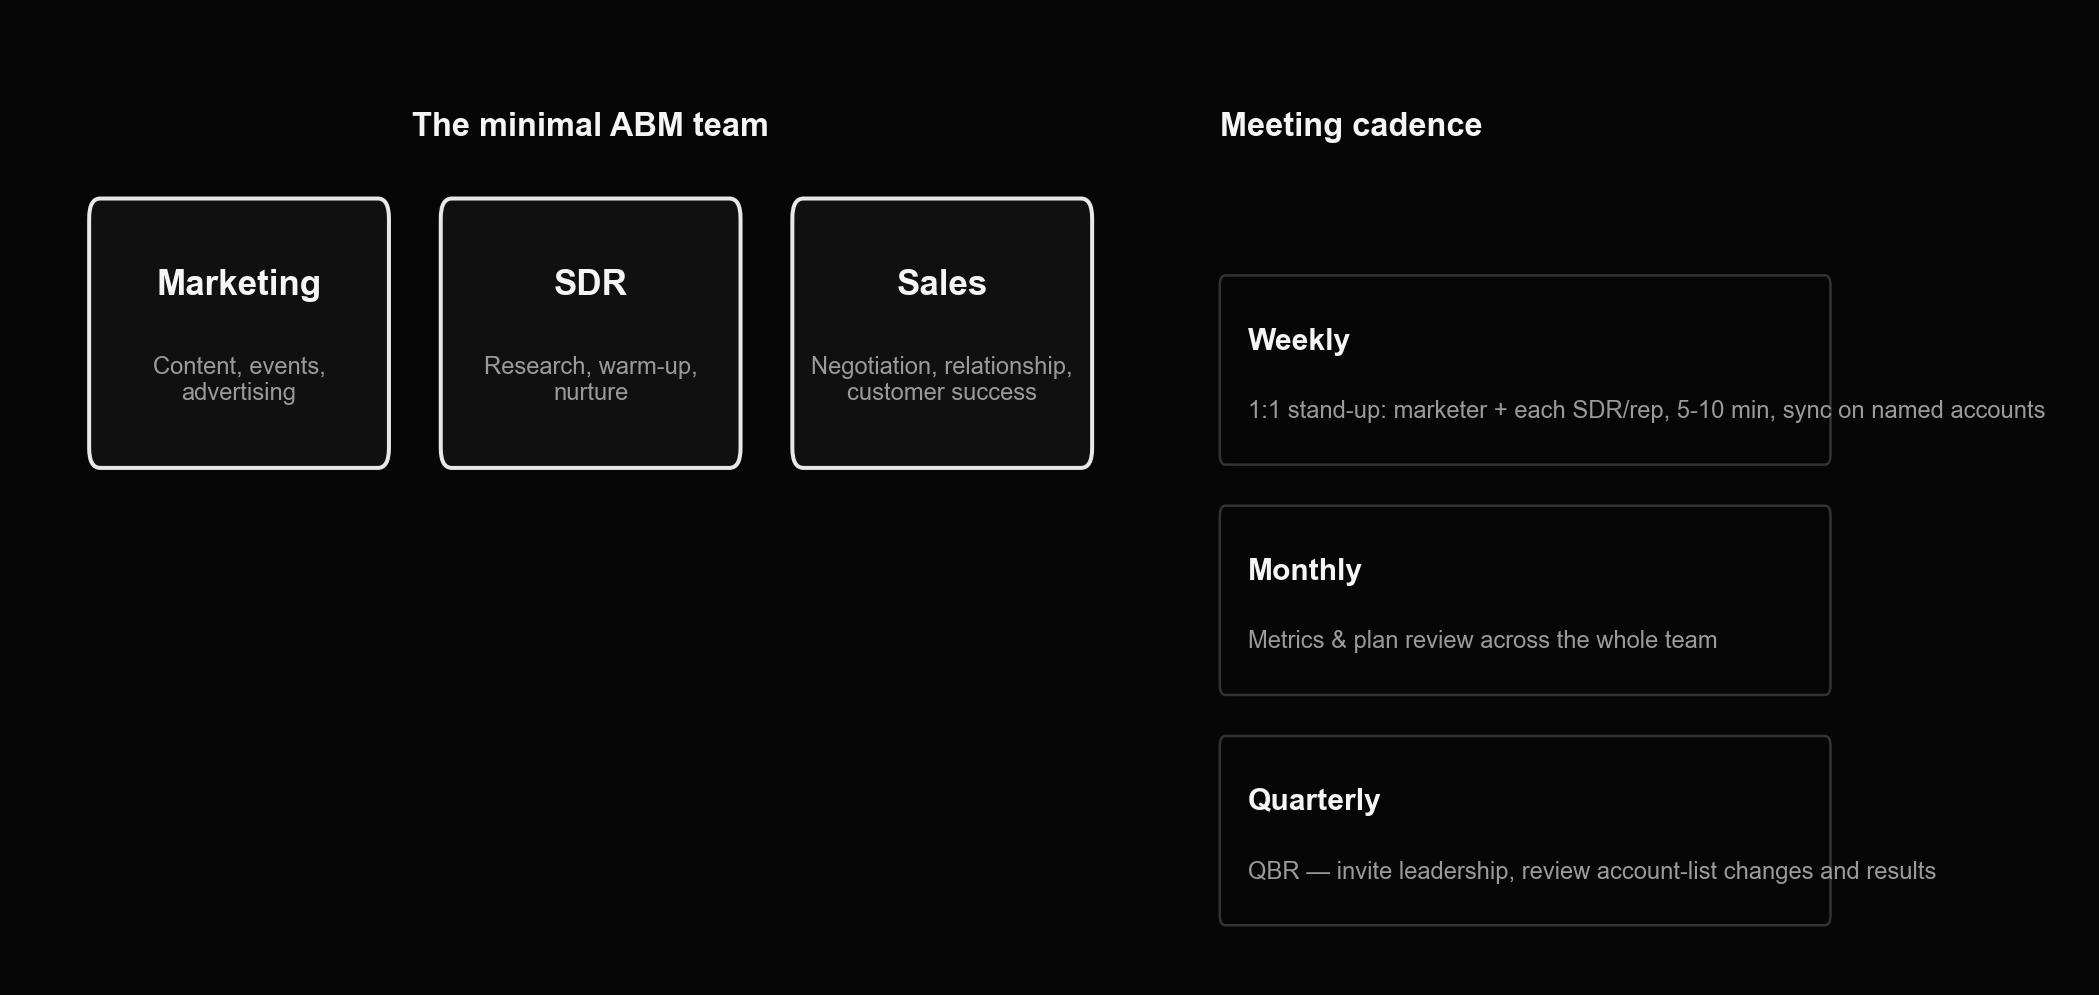 The minimal ABM team
Marketing
Content, events,
advertising
SDR
Research, warm-up,
nurture
Sales
Negotiation, relationship,
customer success
Meeting cadence
Weekly
1:1 stand-up: marketer + each SDR/rep, 5-10 min, sync on named accounts
Monthly
Metrics & plan review across the whole team
Quarterly
QBR — invite leadership, review account-list changes and results